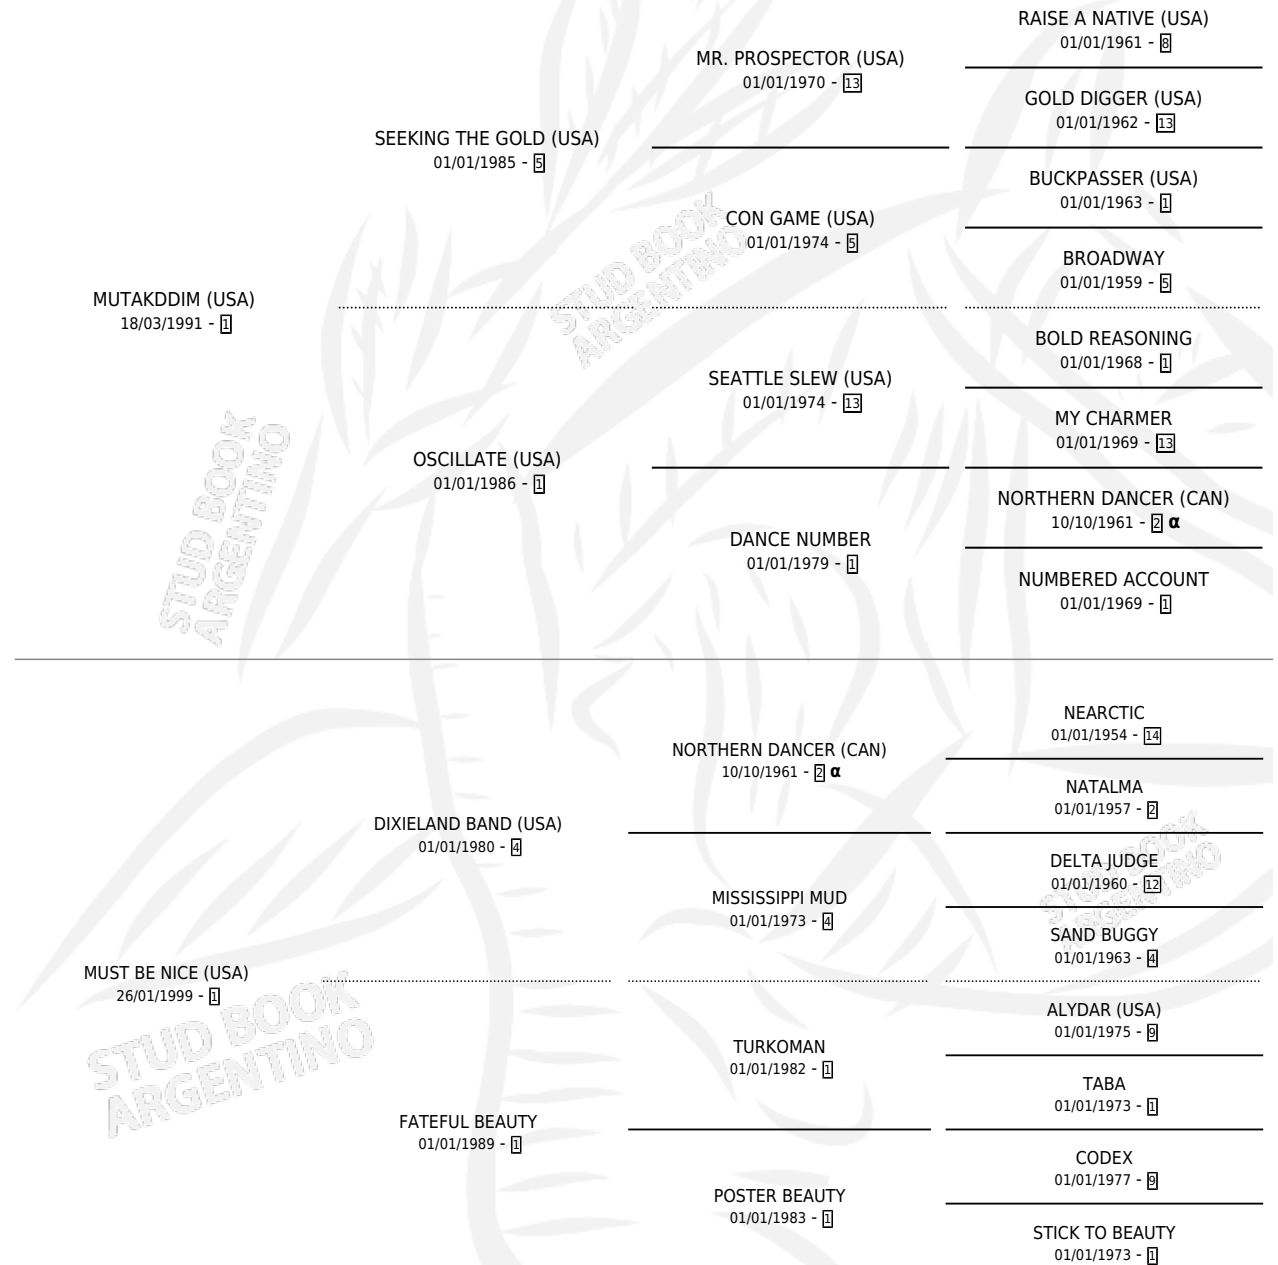 RAISE A NATIVE (USA)
01/01/1961 - 8
MR. PROSPECTOR (USA)
01/01/1970 - 13
GOLD DIGGER (USA)
01/01/1962 - 13
SEEKING THE GOLD (USA)
01/01/1985 - 5
BUCKPASSER (USA)
01/01/1963 - 1
CON GAME (USA)
01/01/1974 - 5
BROADWAY
01/01/1959 - 5
MUTAKDDIM (USA)
18/03/1991 - 1
BOLD REASONING
01/01/1968 - 1
SEATTLE SLEW (USA)
01/01/1974 - 13
MY CHARMER
01/01/1969 - 13
OSCILLATE (USA)
01/01/1986 - 1
NORTHERN DANCER (CAN)
10/10/1961 - 2 α
DANCE NUMBER
01/01/1979 - 1
NUMBERED ACCOUNT
01/01/1969 - 1
NEARCTIC
01/01/1954 - 14
NORTHERN DANCER (CAN)
10/10/1961 - 2 α
NATALMA
01/01/1957 - 2
DIXIELAND BAND (USA)
01/01/1980 - 4
DELTA JUDGE
01/01/1960 - 12
MISSISSIPPI MUD
01/01/1973 - 4
SAND BUGGY
01/01/1963 - 4
MUST BE NICE (USA)
26/01/1999 - 1
ALYDAR (USA)
01/01/1975 - 9
TURKOMAN
01/01/1982 - 1
TABA
01/01/1973 - 1
FATEFUL BEAUTY
01/01/1989 - 1
CODEX
01/01/1977 - 9
POSTER BEAUTY
01/01/1983 - 1
STICK TO BEAUTY
01/01/1973 - 1
STUD BOOK
ARGENTINO
STUD BOOK
ARGENTINO
STUD BOOK
ARGENTINO
STUD BOOK
ARGENTINO